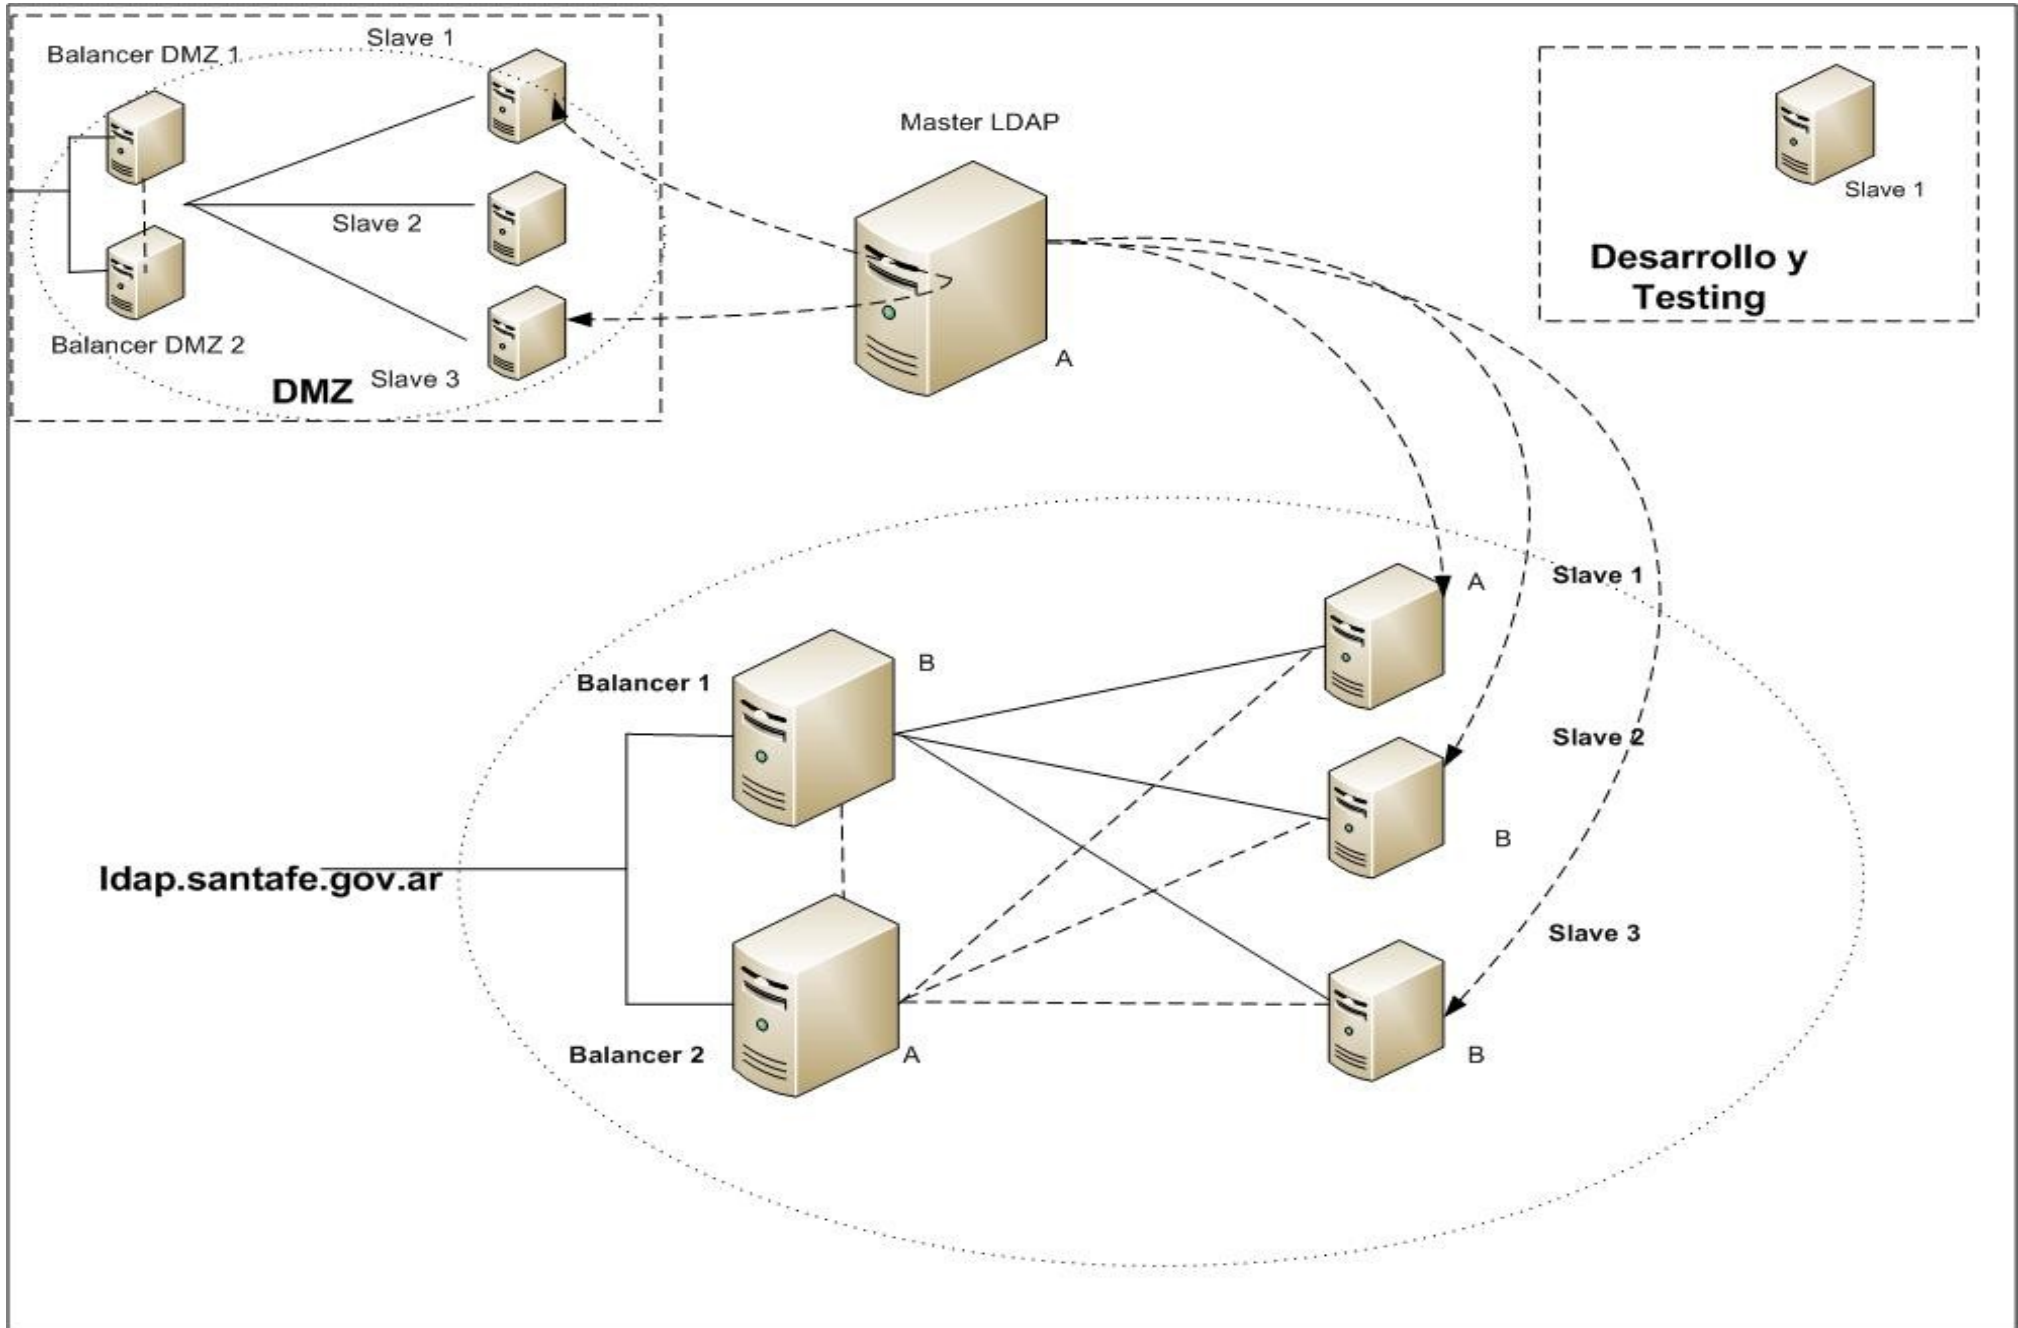 Balancer DMZ 1
Slave 1
Slave 2
Balancer DMZ 2
Slave 3
DMZ
Master LDAP
A
Slave 1
Desarrollo y
Testing
Slave 1
A
Balancer 1
B
Slave 2
B
ldap.santafe.gov.ar
Slave 3
Balancer 2
A
B